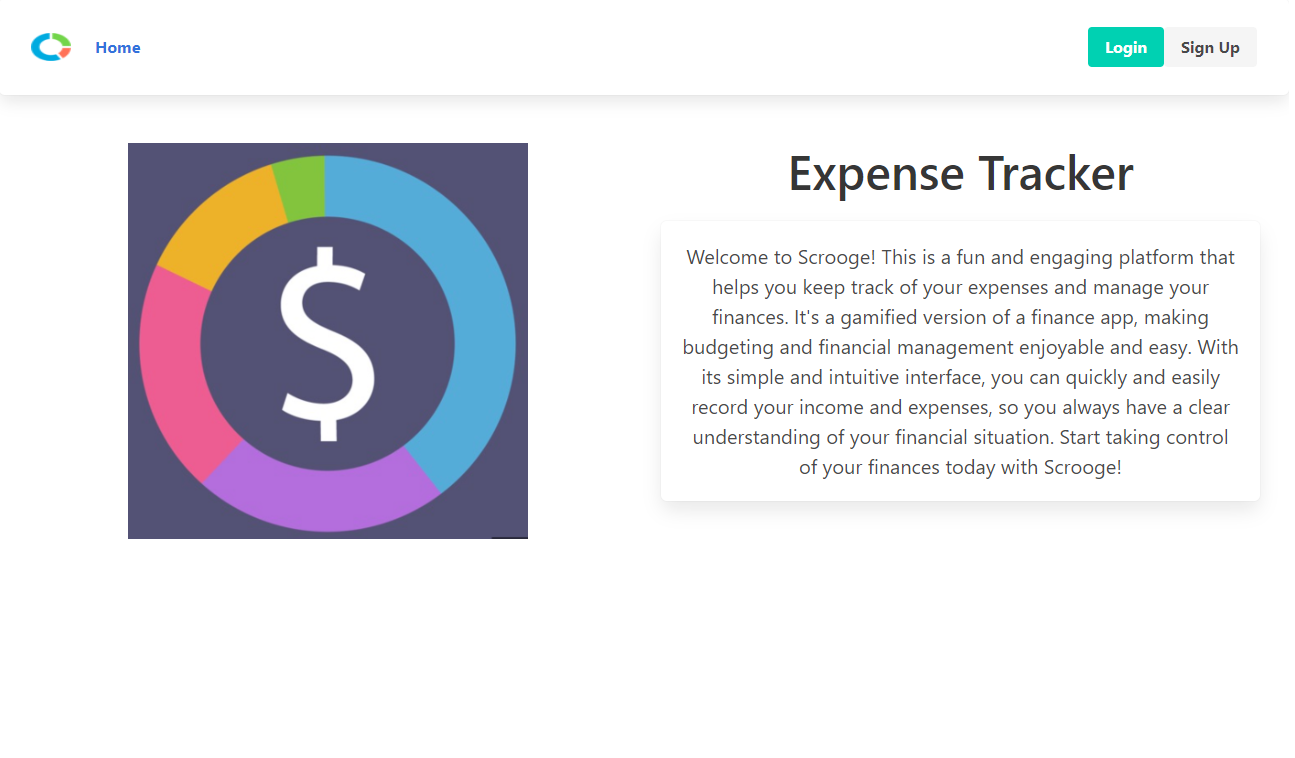 Home
Login
Sign Up
$
Expense Tracker
Welcome to Scrooge! This is a fun and engaging platform that
helps you keep track of your expenses and manage your
finances. It's a gamified version of a finance app, making
budgeting and financial management enjoyable and easy. With
its simple and intuitive interface, you can quickly and easily
record your income and expenses, so you always have a clear
understanding of your financial situation. Start taking control
of your finances today with Scrooge!